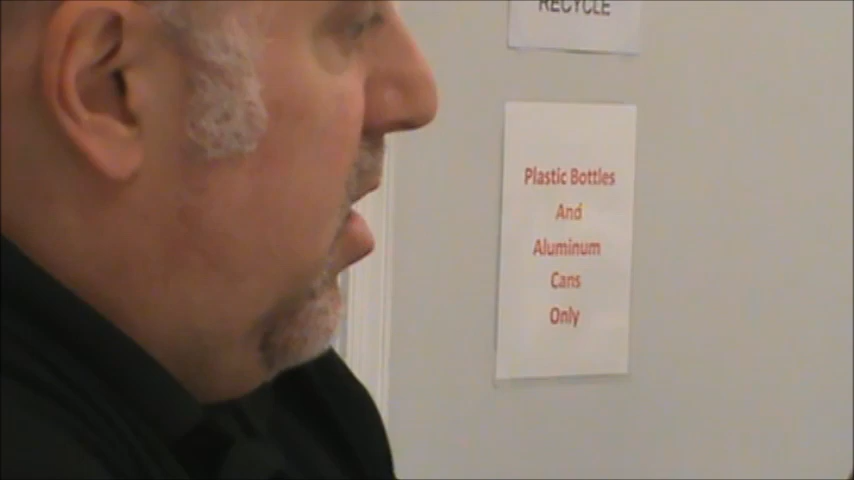 RECYCLE
Plastic Bottles
And
Aluminum
Cans
Only